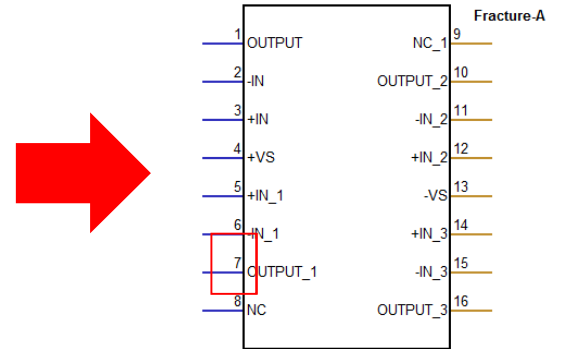 Fracture-A
1 OUTPUT NC_1 9
2 -IN OUTPUT_2 10
3 +IN -IN_2 11
4 +VS +IN_2 12
5 +IN_1 -VS 13
6 -IN_1 +IN_3 14
7 OUTPUT_1 -IN_3 15
8 NC OUTPUT_3 16